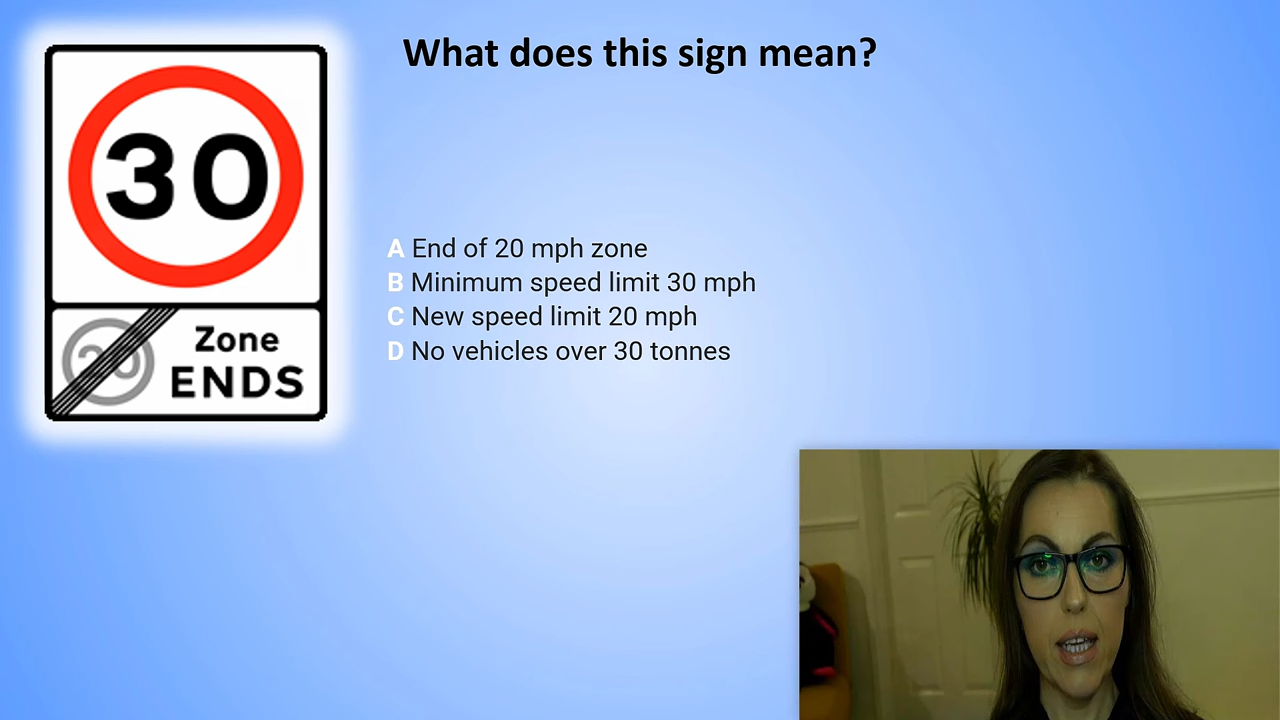 What does this sign mean?
30
20
Zone
ENDS
A End of 20 mph zone
B Minimum speed limit 30 mph
C New speed limit 20 mph
D No vehicles over 30 tonnes